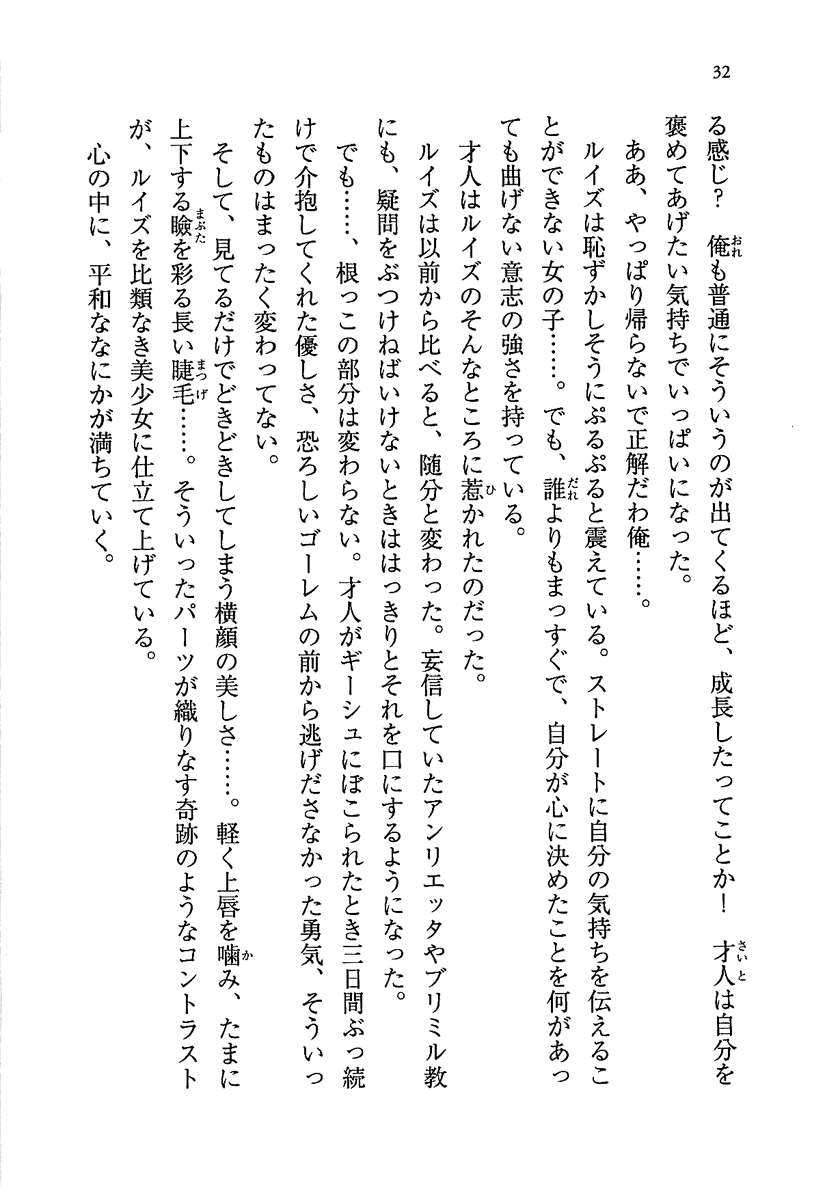 32
る感じ？　俺も普通にそういうのが出てくるほど、成長したってことか！　才人は自分を
褒めてあげたい気持ちでいっぱいになった。
ああ、やっぱり帰らないで正解だわ俺……。
ルイズは恥ずかしそうにぷるぷると震えている。ストレートに自分の気持ちを伝えるこ
とができない女の子……。でも、誰よりもまっすぐで、自分が心に決めたことを何があっ
ても曲げない意志の強さを持っている。
才人はルイズのそんなところに惹かれたのだった。
ルイズは以前から比べると、随分と変わった。妄信していたアンリエッタやブリミル教
にも、疑問をぶつけねばいけないときははっきりとそれを口にするようになった。
でも……、根っこの部分は変わらない。才人がギーシュにぼこられたとき三日間ぶっ続
けで介抱してくれた優しさ、恐ろしいゴーレムの前から逃げださなかった勇気、そういっ
たものはまったく変わってない。
そして、見てるだけでどきどきしてしまう横顔の美しさ……。軽く上唇を噛み、たまに
上下する瞼を彩る長い睫毛……。そういったパーツが織りなす奇跡のようなコントラスト
が、ルイズを比類なき美少女に仕立て上げている。
心の中に、平和ななにかが満ちていく。